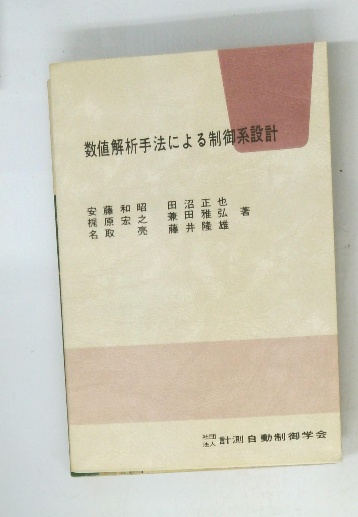 数値解析手法による制御系設計
安藤和昭 田沼正也
梶原宏之 兼田雅弘 著
名取亮 藤井隆雄
社団法人 計測自動制御学会